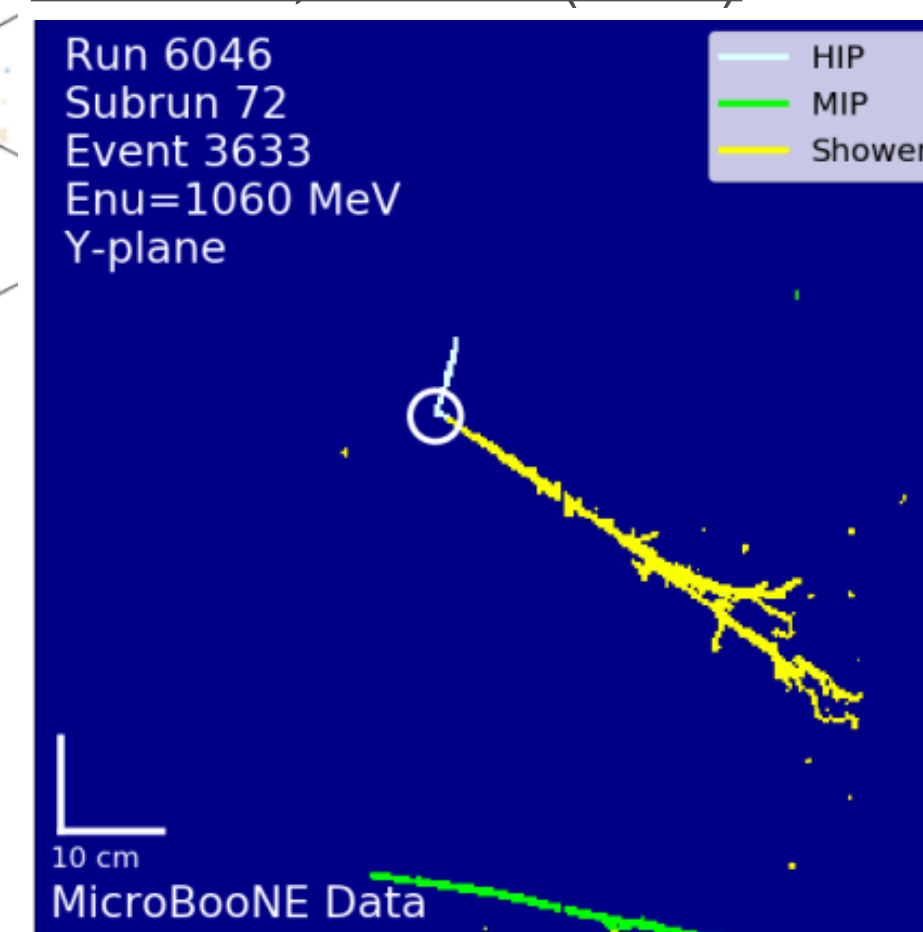 Run 6046
Subrun 72
Event 3633
Enu=1060 MeV
Y-plane
HIP
MIP
Shower
10 cm
MicroBooNE Data